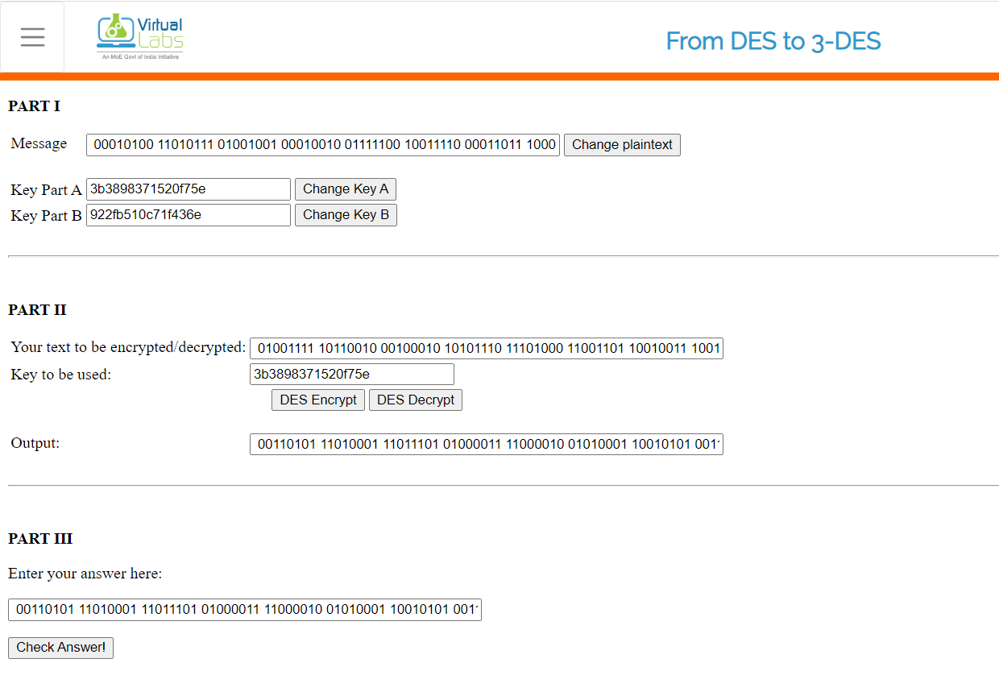 Virtual
Labs
An MoE Govt of India Initiative
From DES to 3-DES
PART I
Message 00010100 11010111 01001001 00010010 01111100 10011110 00011011 1000 Change plaintext
Key Part A 3b3898371520f75e Change Key A
Key Part B 922fb510c71f436e Change Key B
PART II
Your text to be encrypted/decrypted: 01001111 10110010 00100010 10101110 11101000 11001101 10010011 1001
Key to be used: 3b3898371520f75e
DES Encrypt DES Decrypt
Output: 00110101 11010001 11011101 01000011 11000010 01010001 10010101 001
PART III
Enter your answer here:
00110101 11010001 11011101 01000011 11000010 01010001 10010101 001
Check Answer!